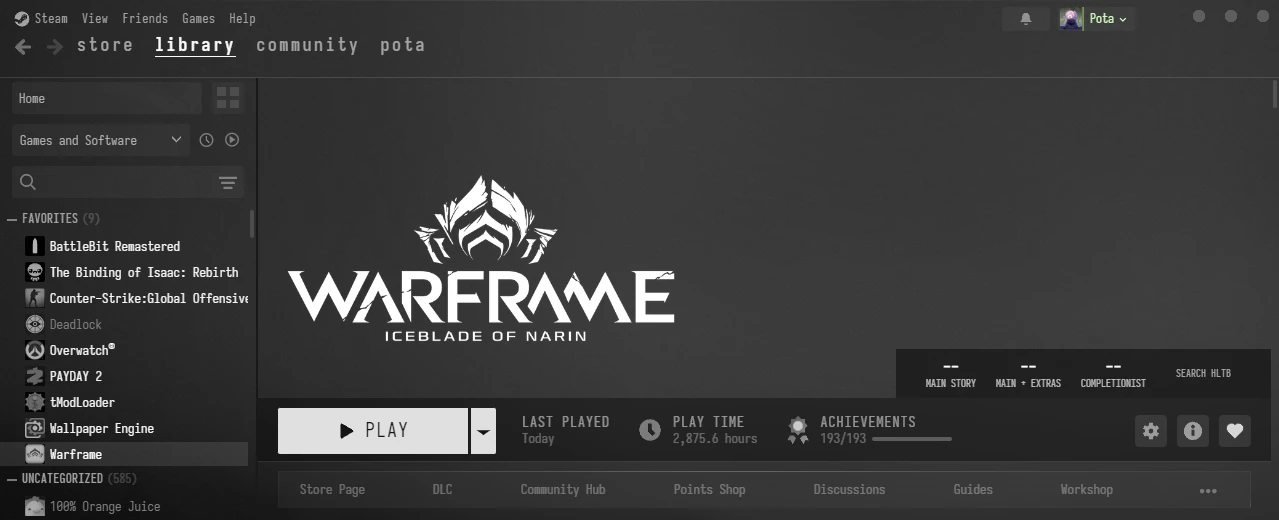 Steam View Friends Games Help
Pota
store library community pota
Home
Games and Software
FAVORITES (9)
BattleBit Remastered
The Binding of Isaac: Rebirth
Counter-Strike:Global Offensive
Deadlock
Overwatch®
PAYDAY 2
tModLoader
Wallpaper Engine
Warframe
UNCATEGORIZED (585)
100% Orange Juice
WARFRAME
ICEBLADE OF NARIN
-- -- --
MAIN STORY MAIN + EXTRAS COMPLETIONIST SEARCH HLTB
PLAY
LAST PLAYED
Today
PLAY TIME
2,875.6 hours
ACHIEVEMENTS
193/193
Store Page DLC Community Hub Points Shop Discussions Guides Workshop •••